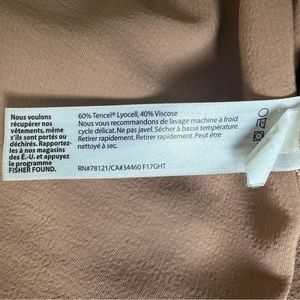 Nous voulons
récupérer nos
vêtements, même
s'ils sont portés ou
déchirés. Rapportez-
les à nos magasins
des É.-U. et appuyez
le programme
FISHER FOUND.
60% Tencel® Lyocell, 40% Viscose
Nous vous recommandons de lavage machine à froid
cycle délicat. Ne pas javel. Sécher à basse température.
Retirer rapidement. Retirer rapidement. Peut être
nettoyé à sec.
RN#78121/CA#34460 F17GHT